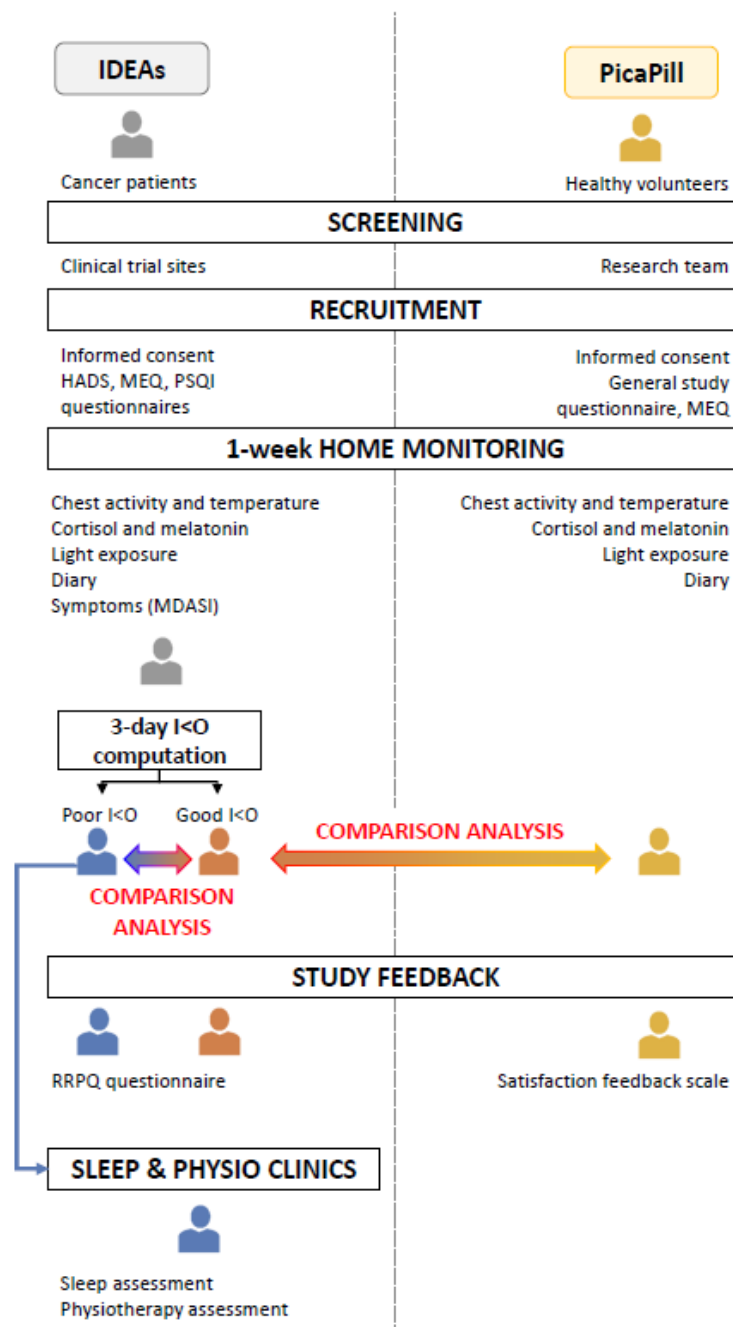 IDEAs
PicaPill
Cancer patients
Healthy volunteers
SCREENING
Clinical trial sites
Research team
RECRUITMENT
Informed consent
HADS, MEQ, PSQI
questionnaires
Informed consent
General study
questionnaire, MEQ
1-week HOME MONITORING
Chest activity and temperature
Cortisol and melatonin
Light exposure
Diary
Symptoms (MDASI)
Chest activity and temperature
Cortisol and melatonin
Light exposure
Diary
3-day I<O
computation
Poor I<O
Good I<O
COMPARISON ANALYSIS
COMPARISON
ANALYSIS
STUDY FEEDBACK
RRPQ questionnaire
Satisfaction feedback scale
SLEEP & PHYSIO CLINICS
Sleep assessment
Physiotherapy assessment